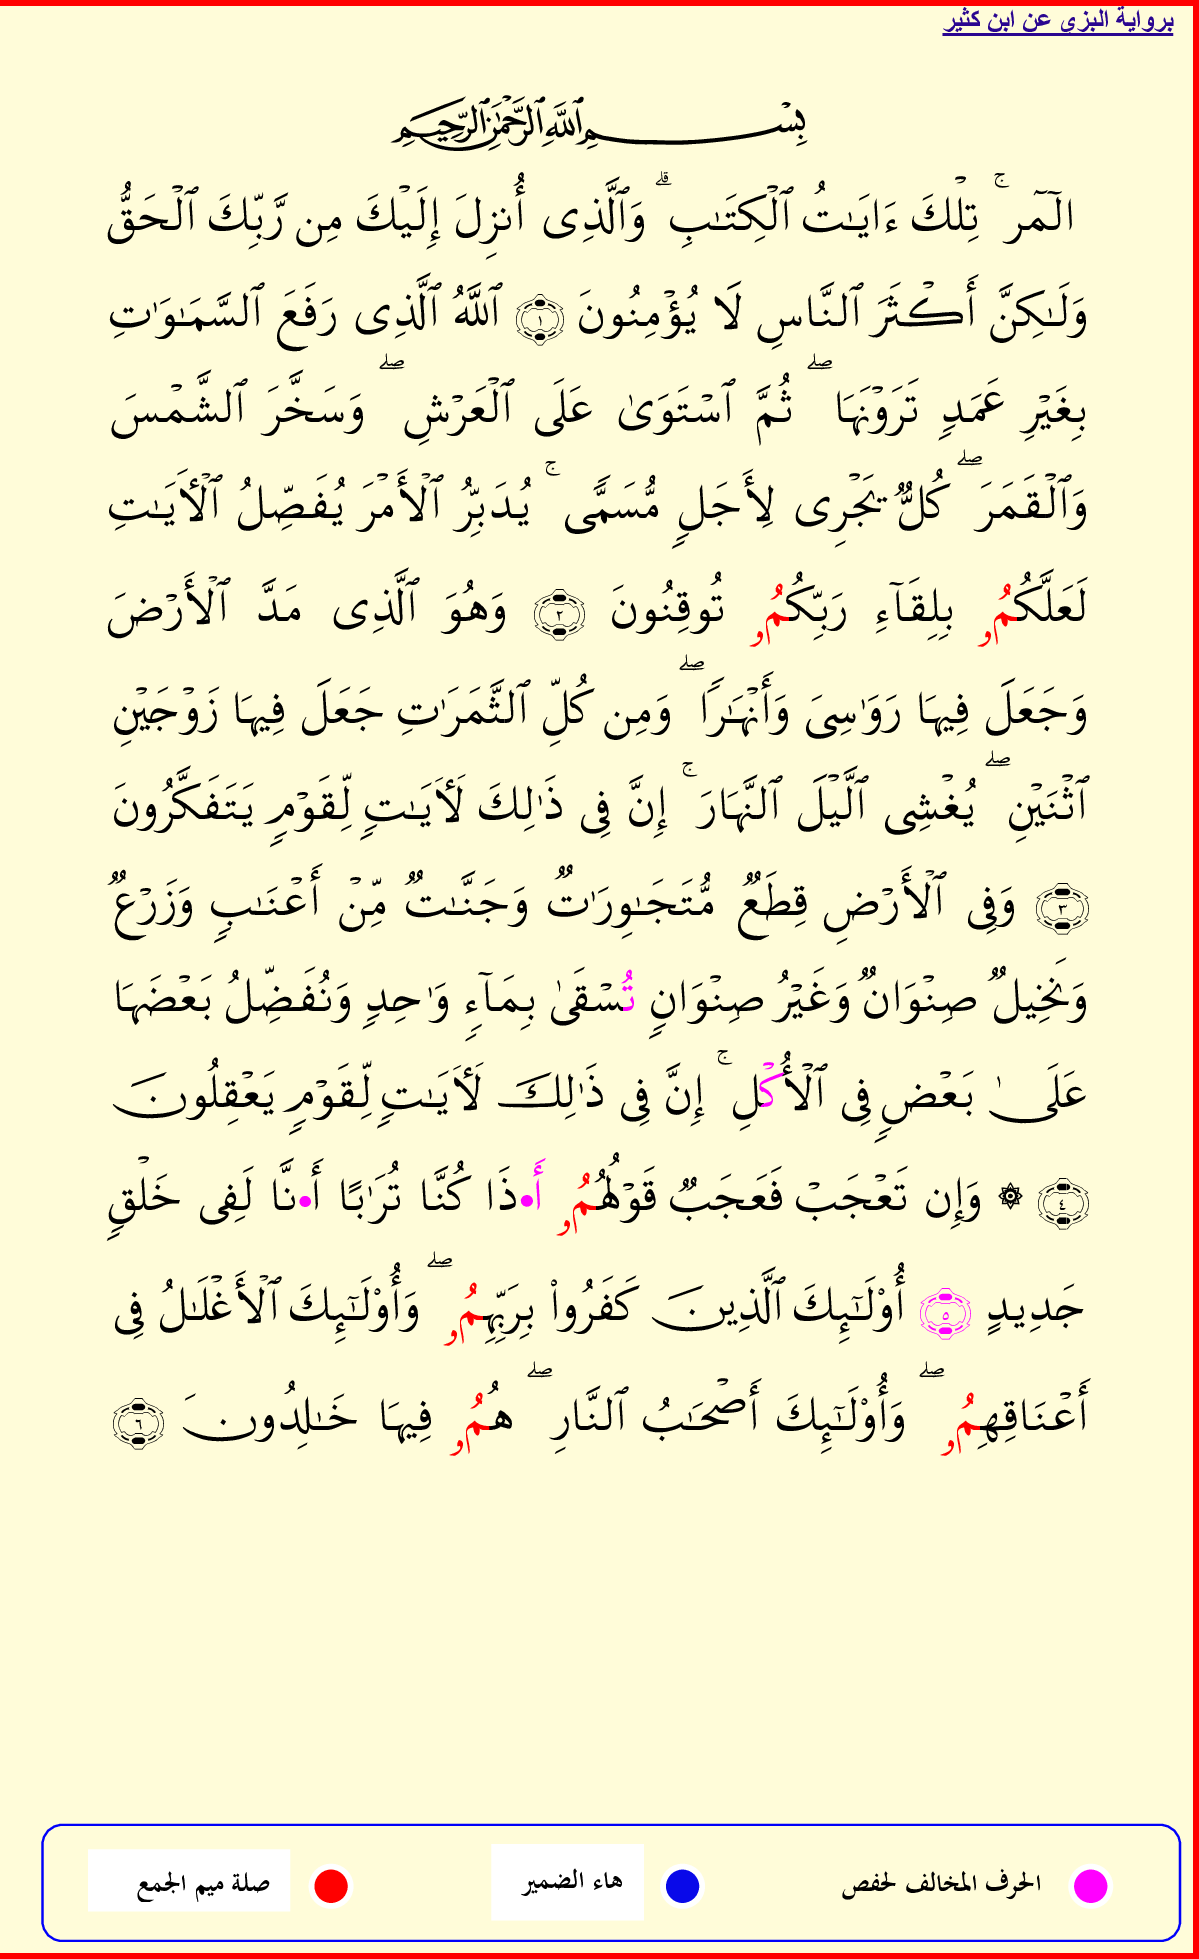 برواية البزى عن ابن كثير
بِسْمِ ٱللَّهِ ٱلرَّحْمَٰنِ ٱلرَّحِيمِ
الٓمٓر ۚ تِلْكَ ءَايَـٰتُ ٱلْكِتَـٰبِ ۗ وَٱلَّذِى أُنزِلَ إِلَيْكَ مِن رَّبِّكَ ٱلْحَقُّ
وَلَـٰكِنَّ أَكْثَرَ ٱلنَّاسِ لَا يُؤْمِنُونَ ١ ٱللَّهُ ٱلَّذِى رَفَعَ ٱلسَّمَـٰوَٰتِ
بِغَيْرِ عَمَدٍ تَرَوْنَهَا ۖ ثُمَّ ٱسْتَوَىٰ عَلَى ٱلْعَرْشِ ۖ وَسَخَّرَ ٱلشَّمْسَ
وَٱلْقَمَرَ ۖ كُلٌّ يَجْرِى لِأَجَلٍ مُّسَمًّى ۚ يُدَبِّرُ ٱلْأَمْرَ يُفَصِّلُ ٱلْأَيَـٰتِ
لَعَلَّكُمُۥ بِلِقَآءِ رَبِّكُمُۥ تُوقِنُونَ ٢ وَهُوَ ٱلَّذِى مَدَّ ٱلْأَرْضَ
وَجَعَلَ فِيهَا رَوَٰسِىَ وَأَنْهَـٰرًا ۖ وَمِن كُلِّ ٱلثَّمَرَٰتِ جَعَلَ فِيهَا زَوْجَيْنِ
ٱثْنَيْنِ ۖ يُغْشِى ٱلَّيْلَ ٱلنَّهَارَ ۚ إِنَّ فِى ذَٰلِكَ لَأَيَـٰتٍ لِّقَوْمٍ يَتَفَكَّرُونَ
٣ وَفِى ٱلْأَرْضِ قِطَعٌ مُّتَجَـٰوِرَٰتٌ وَجَنَّـٰتٌ مِّنْ أَعْنَـٰبٍ وَزَرْعٌ
وَنَخِيلٌ صِنْوَانٌ وَغَيْرُ صِنْوَانٍ تُسْقَىٰ بِمَآءٍ وَٰحِدٍ وَنُفَضِّلُ بَعْضَهَا
عَلَىٰ بَعْضٍ فِى ٱلْأُكْلِ ۚ إِنَّ فِى ذَٰلِكَ لَأَيَـٰتٍ لِّقَوْمٍ يَعْقِلُونَ
٤ ۞ وَإِن تَعْجَبْ فَعَجَبٌ قَوْلُهُمُۥ أَ•ذَا كُنَّا تُرَٰبًا أَ•نَّا لَفِى خَلْقٍ
جَدِيدٍ ٥ أُوْلَـٰٓئِكَ ٱلَّذِينَ كَفَرُواْ بِرَبِّهِمُۥ ۖ وَأُوْلَـٰٓئِكَ ٱلْأَغْلَـٰلُ فِى
أَعْنَاقِهِمُۥ ۖ وَأُوْلَـٰٓئِكَ أَصْحَـٰبُ ٱلنَّارِ ۖ هُمُۥ فِيهَا خَـٰلِدُونَ ٦
الحرف المخالف لحفص هاء الضمير صلة ميم الجمع